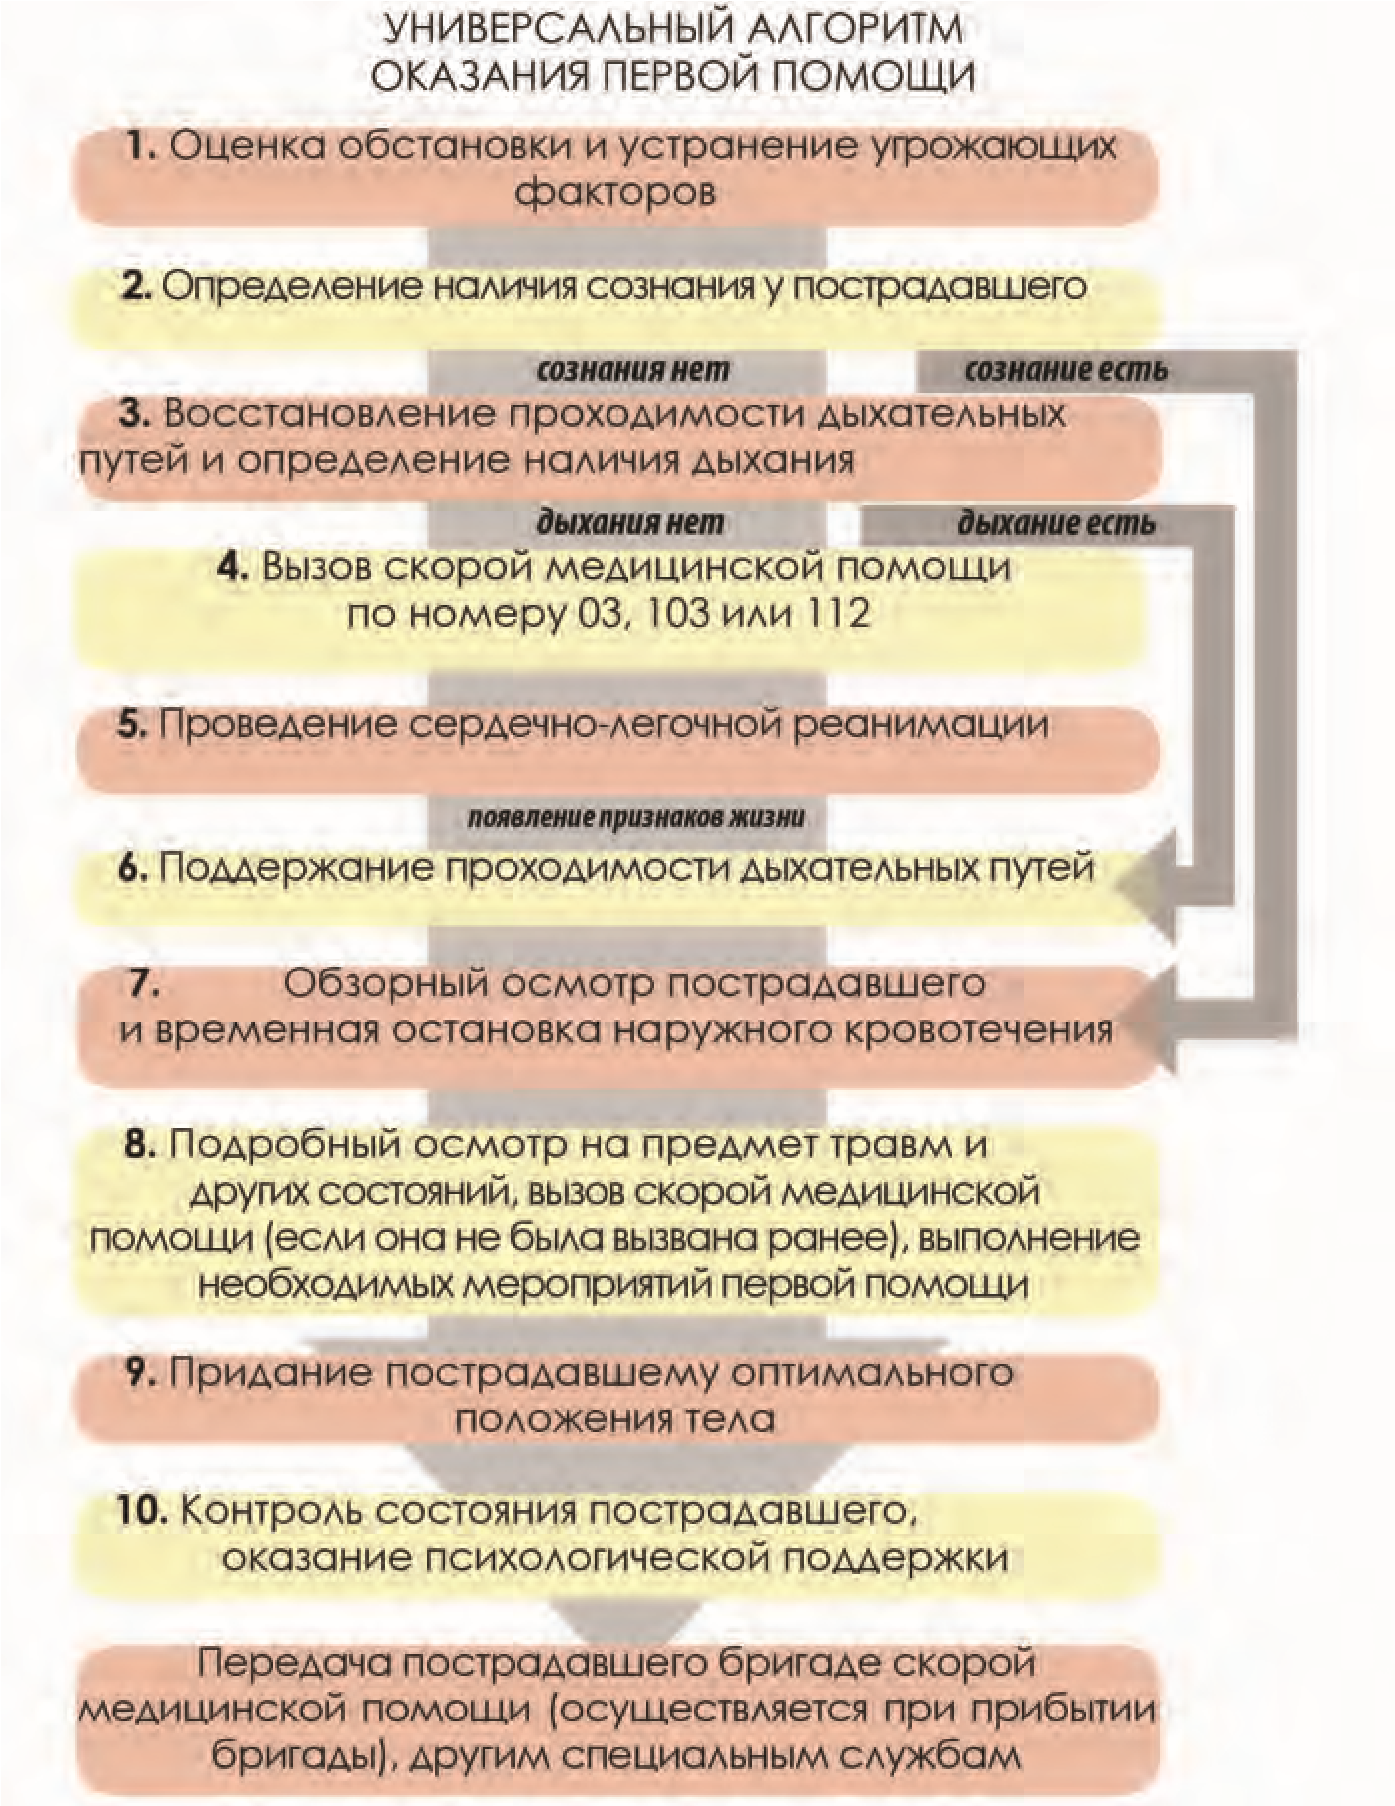 УНИВЕРСАЛЬНЫЙ АЛГОРИТМ
ОКАЗАНИЯ ПЕРВОЙ ПОМОЩИ
1. Оценка обстановки и устранение угрожающих
факторов
2. Определение наличия сознания у пострадавшего
сознания нет
сознание есть
3. Восстановление проходимости дыхательных
путей и определение наличия дыхания
дыхания нет
дыхание есть
4. Вызов скорой медицинской помощи
по номеру 03, 103 или 112
5. Проведение сердечно-легочной реанимации
появление признаков жизни
6. Поддержание проходимости дыхательных путей
7. Обзорный осмотр пострадавшего
и временная остановка наружного кровотечения
8. Подробный осмотр на предмет травм и
других состояний, вызов скорой медицинской
помощи (если она не была вызвана ранее), выполнение
необходимых мероприятий первой помощи
9. Придание пострадавшему оптимального
положения тела
10. Контроль состояния пострадавшего,
оказание психологической поддержки
Передача пострадавшего бригаде скорой
медицинской помощи (осуществляется при прибытии
бригады), другим специальным службам